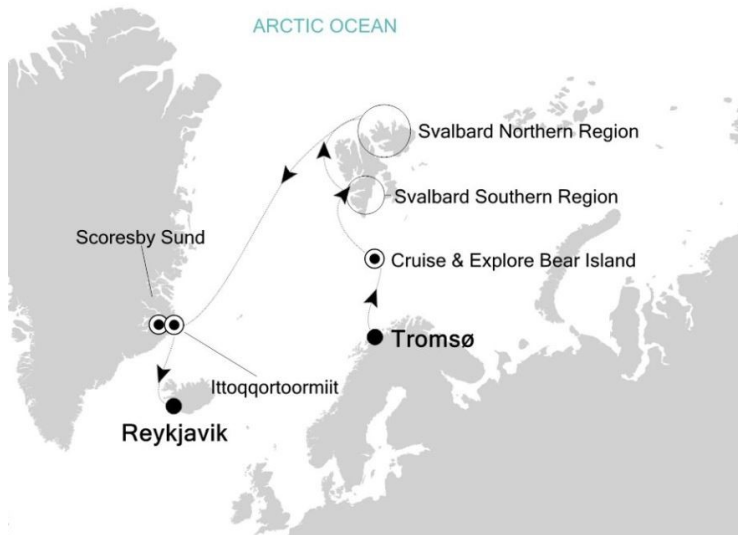 ARCTIC OCEAN
Svalbard Northern Region
Svalbard Southern Region
Scoresby Sund
Cruise & Explore Bear Island
Tromsø
Ittoqqortoormiit
Reykjavik